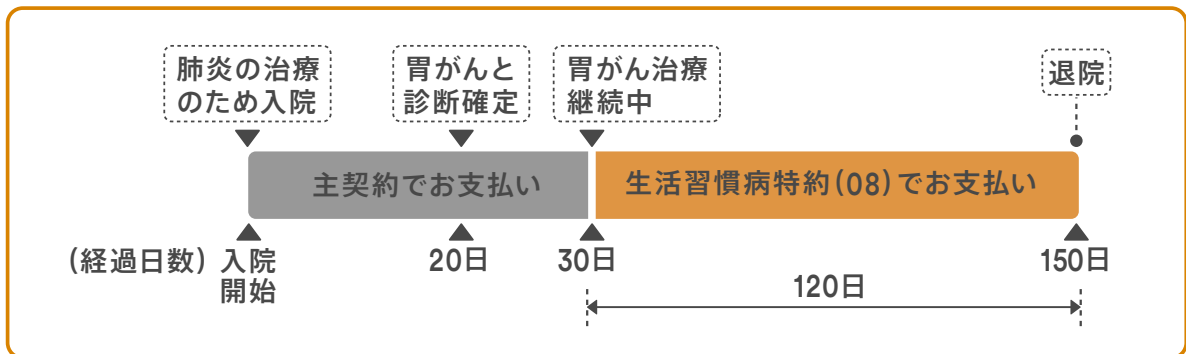 肺炎の治療
のため入院
胃がんと
診断確定
胃がん治療
継続中
退院
主契約でお支払い
生活習慣病特約(08)でお支払い
(経過日数)
入院
開始
20日
30日
150日
120日